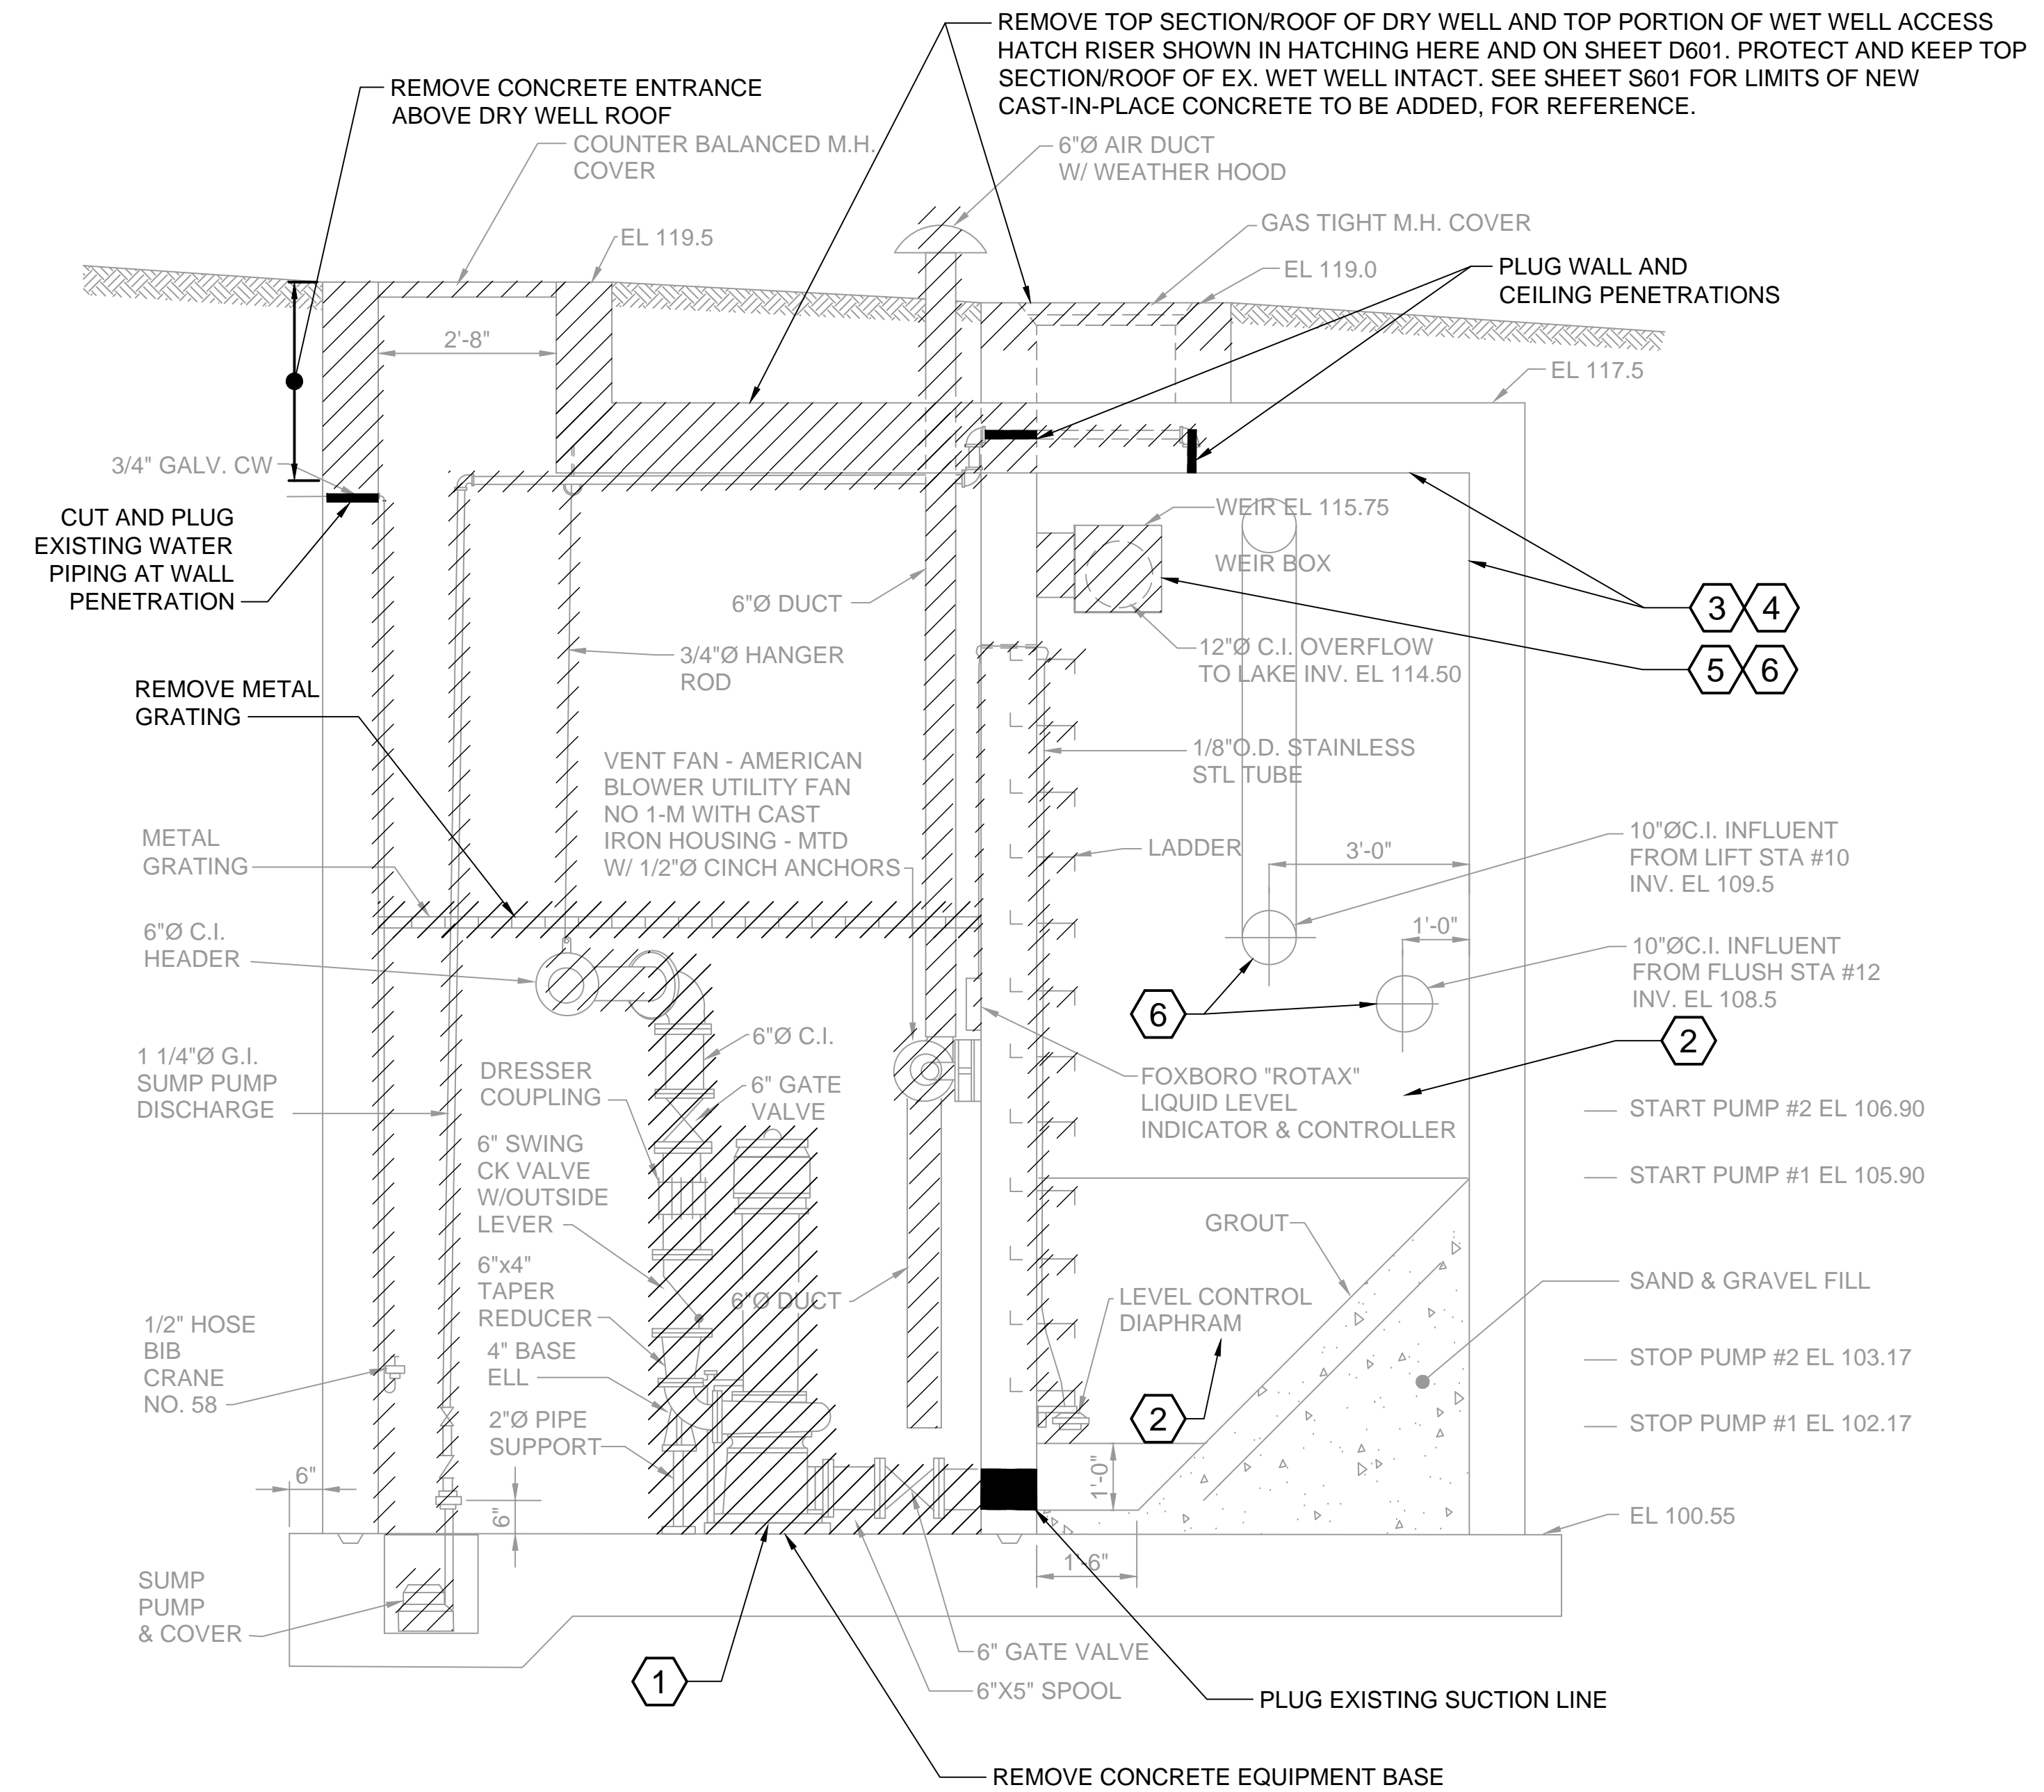 REMOVE TOP SECTION/ROOF OF DRY WELL AND TOP PORTION OF WET WELL ACCESS
HATCH RISER SHOWN IN HATCHING HERE AND ON SHEET D601. PROTECT AND KEEP TOP
SECTION/ROOF OF EX. WET WELL INTACT. SEE SHEET S601 FOR LIMITS OF NEW
CAST-IN-PLACE CONCRETE TO BE ADDED, FOR REFERENCE.
REMOVE CONCRETE ENTRANCE
ABOVE DRY WELL ROOF
COUNTER BALANCED M.H.
COVER
6"Ø AIR DUCT
W/ WEATHER HOOD
EL 119.5
GAS TIGHT M.H. COVER
EL 119.0
PLUG WALL AND
CEILING PENETRATIONS
2'-8"
EL 117.5
3/4" GALV. CW
CUT AND PLUG
EXISTING WATER
PIPING AT WALL
PENETRATION
WEIR EL 115.75
WEIR BOX
6"Ø DUCT
3 4
12"Ø C.I. OVERFLOW
TO LAKE INV. EL 114.50
5 6
3/4"Ø HANGER
ROD
REMOVE METAL
GRATING
VENT FAN - AMERICAN
BLOWER UTILITY FAN
NO 1-M WITH CAST
IRON HOUSING - MTD
W/ 1/2"Ø CINCH ANCHORS
1/8"O.D. STAINLESS
STL TUBE
METAL
GRATING
LADDER
3'-0"
10"ØC.I. INFLUENT
FROM LIFT STA #10
INV. EL 109.5
6"Ø C.I.
HEADER
1'-0"
10"ØC.I. INFLUENT
FROM FLUSH STA #12
INV. EL 108.5
6
2
6"Ø C.I.
1 1/4"Ø G.I.
SUMP PUMP
DISCHARGE
DRESSER
COUPLING
6" GATE
VALVE
FOXBORO "ROTAX"
LIQUID LEVEL
INDICATOR & CONTROLLER
START PUMP #2 EL 106.90
6" SWING
CK VALVE
W/OUTSIDE
LEVER
START PUMP #1 EL 105.90
GROUT
6"x4"
TAPER
REDUCER
6"Ø DUCT
LEVEL CONTROL
DIAPHRAM
SAND & GRAVEL FILL
1/2" HOSE
BIB
CRANE
NO. 58
4" BASE
ELL
STOP PUMP #2 EL 103.17
2
2"Ø PIPE
SUPPORT
STOP PUMP #1 EL 102.17
6"
6"
1'-0"
EL 100.55
1'-6"
SUMP
PUMP
& COVER
6" GATE VALVE
1
6"X5" SPOOL
PLUG EXISTING SUCTION LINE
REMOVE CONCRETE EQUIPMENT BASE